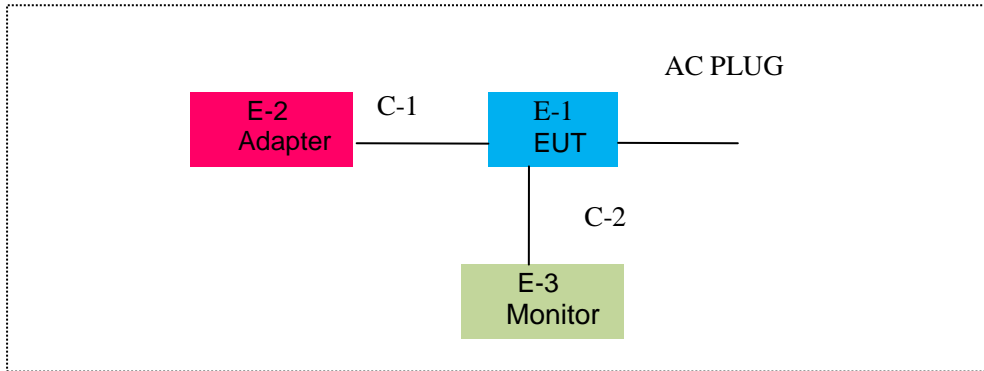 AC PLUG
E-2
Adapter
C-1
E-1
EUT
C-2
E-3
Monitor